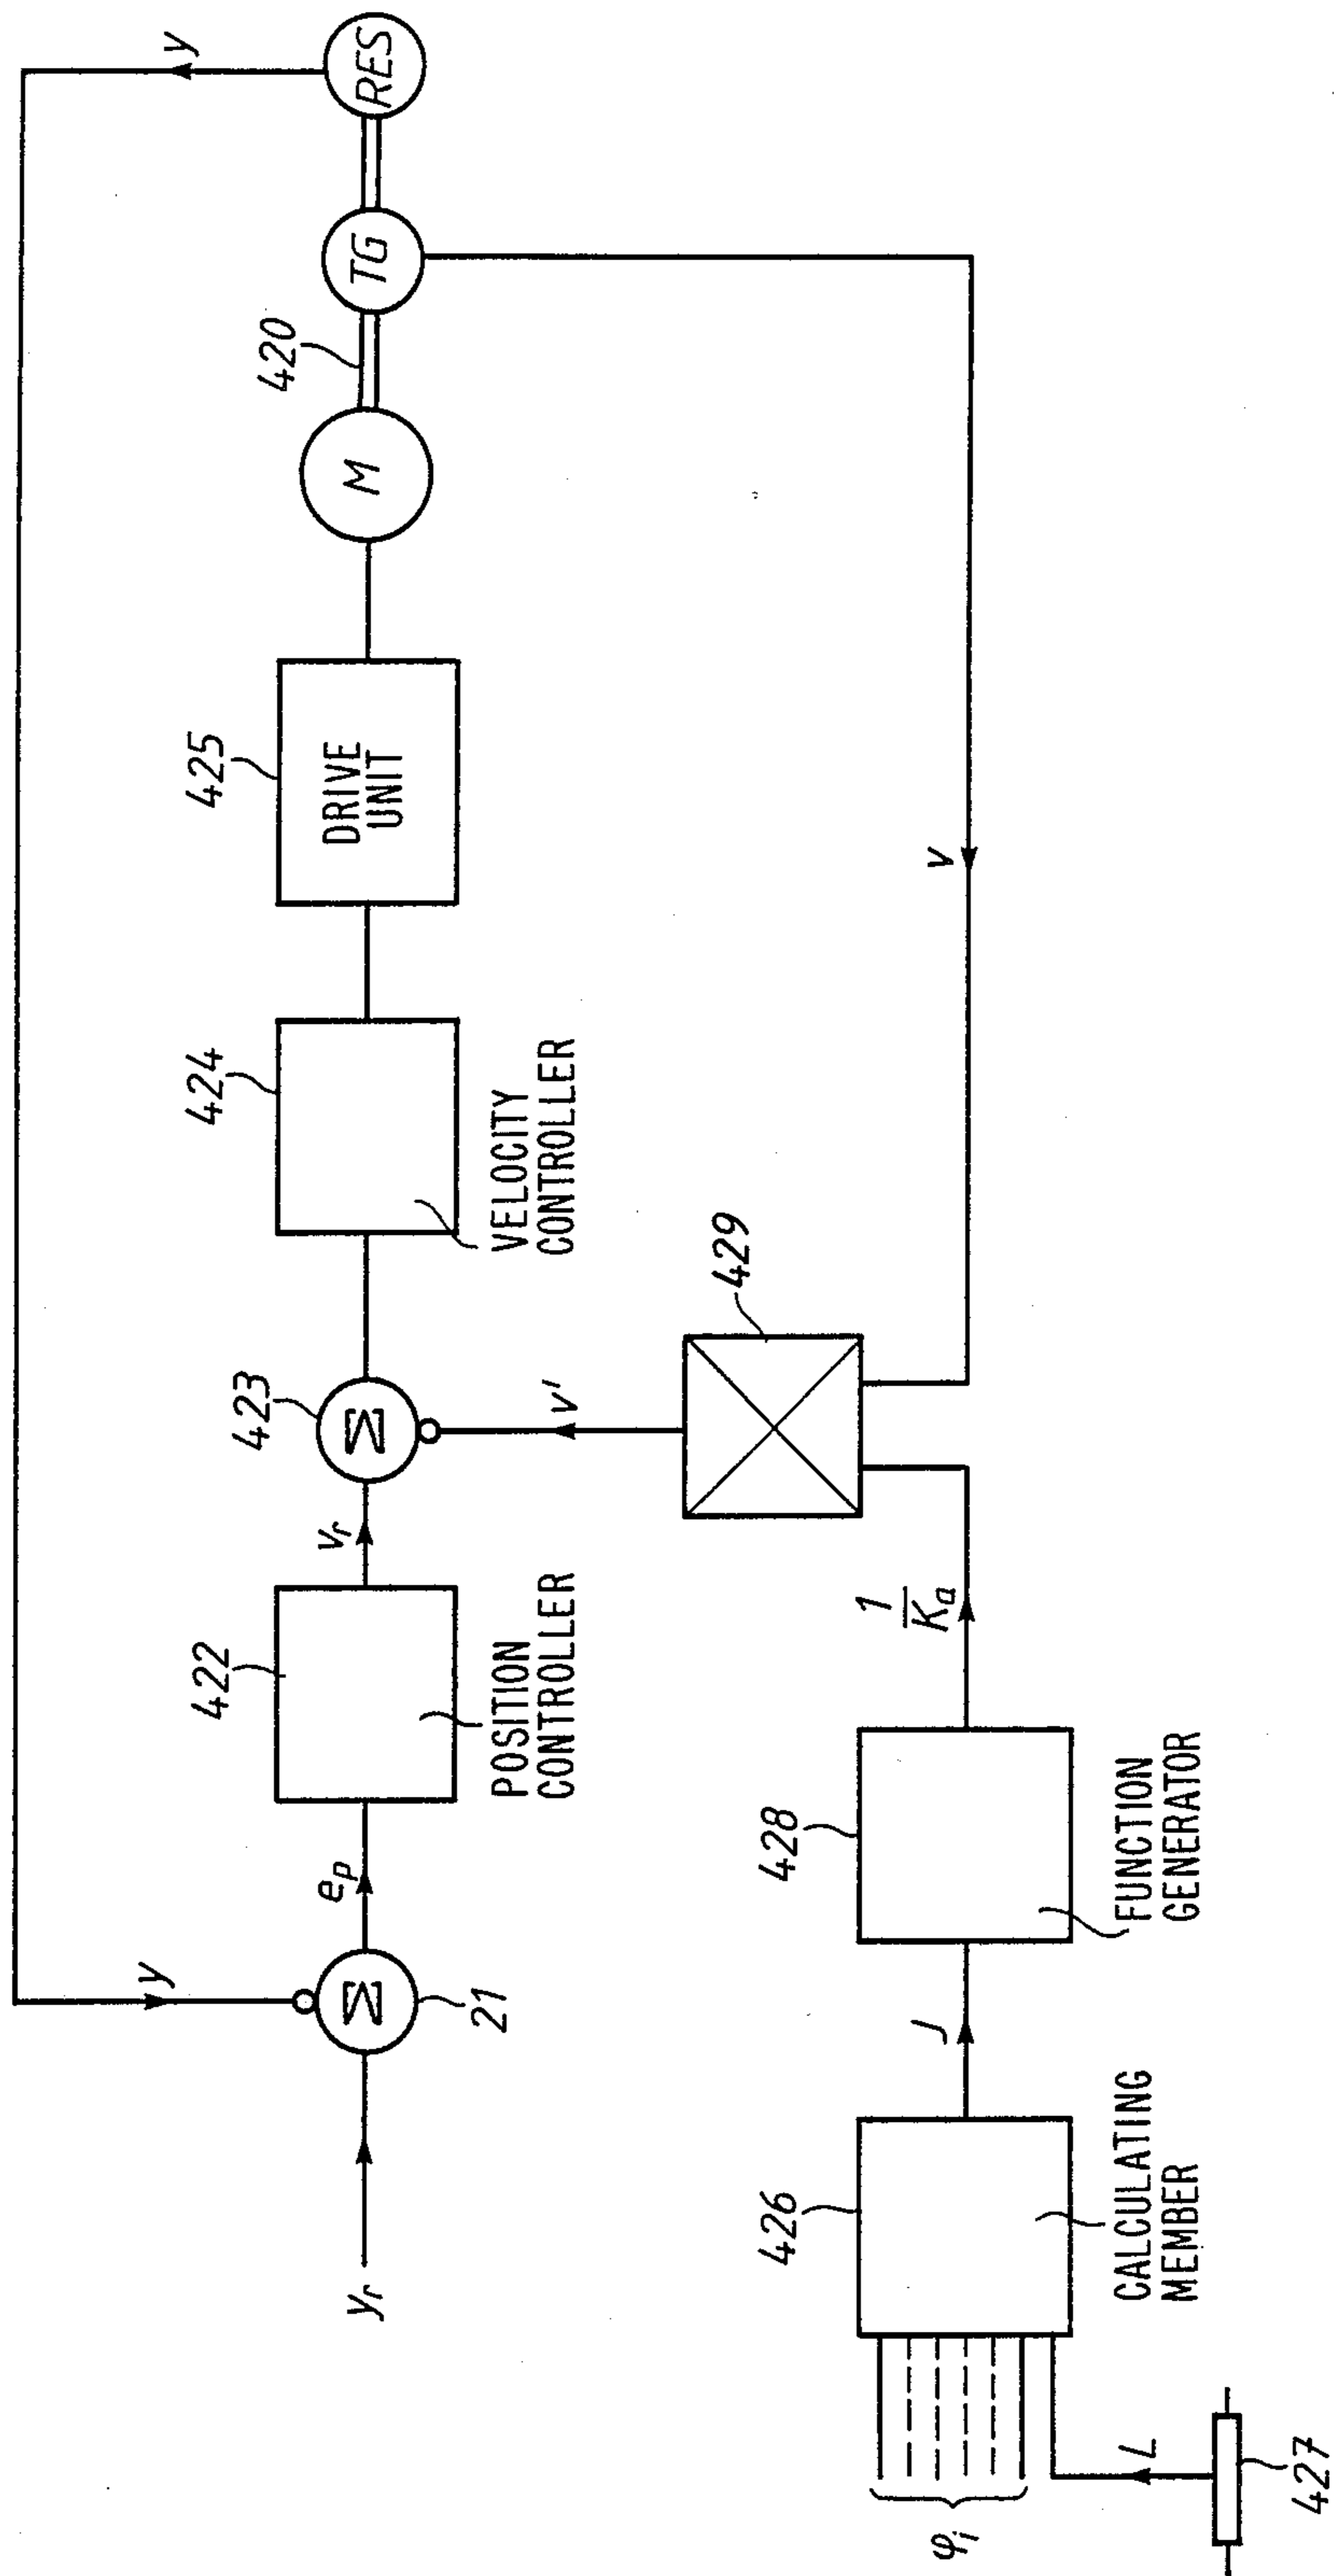 y
y
y_r
Σ
21
e_p
422
POSITION
CONTROLLER
v_r
423
Σ
424
VELOCITY
CONTROLLER
425
DRIVE
UNIT
M
420
TG
RES
v'
429
v
φ_i
L
427
426
CALCULATING
MEMBER
J
428
FUNCTION
GENERATOR
1
K_a